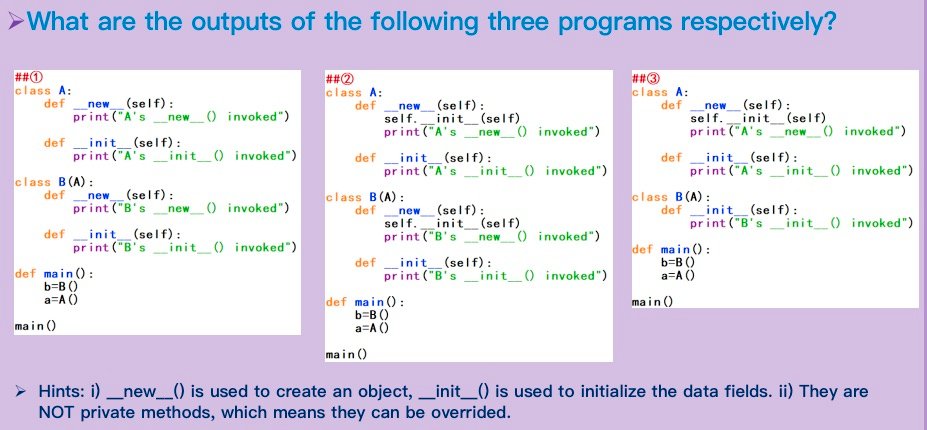 ➢What are the outputs of the following three programs respectively?
##①
class A:
    def __new__(self):
        print("A's __new__() invoked")

    def __init__(self):
        print("A's __init__() invoked")

class B(A):
    def __new__(self):
        print("B's __new__() invoked")

    def __init__(self):
        print("B's __init__() invoked")

def main():
    b=B()
    a=A()

main()
##②
class A:
    def __new__(self):
        self.__init__(self)
        print("A's __new__() invoked")

    def __init__(self):
        print("A's __init__() invoked")

class B(A):
    def __new__(self):
        self.__init__(self)
        print("B's __new__() invoked")

    def __init__(self):
        print("B's __init__() invoked")

def main():
    b=B()
    a=A()

main()
##③
class A:
    def __new__(self):
        self.__init__(self)
        print("A's __new__() invoked")

    def __init__(self):
        print("A's __init__() invoked")

class B(A):
    def __init__(self):
        print("B's __init__() invoked")

def main():
    b=B()
    a=A()

main()
➢ Hints: i) __new__() is used to create an object, __init__() is used to initialize the data fields. ii) They are
NOT private methods, which means they can be overrided.